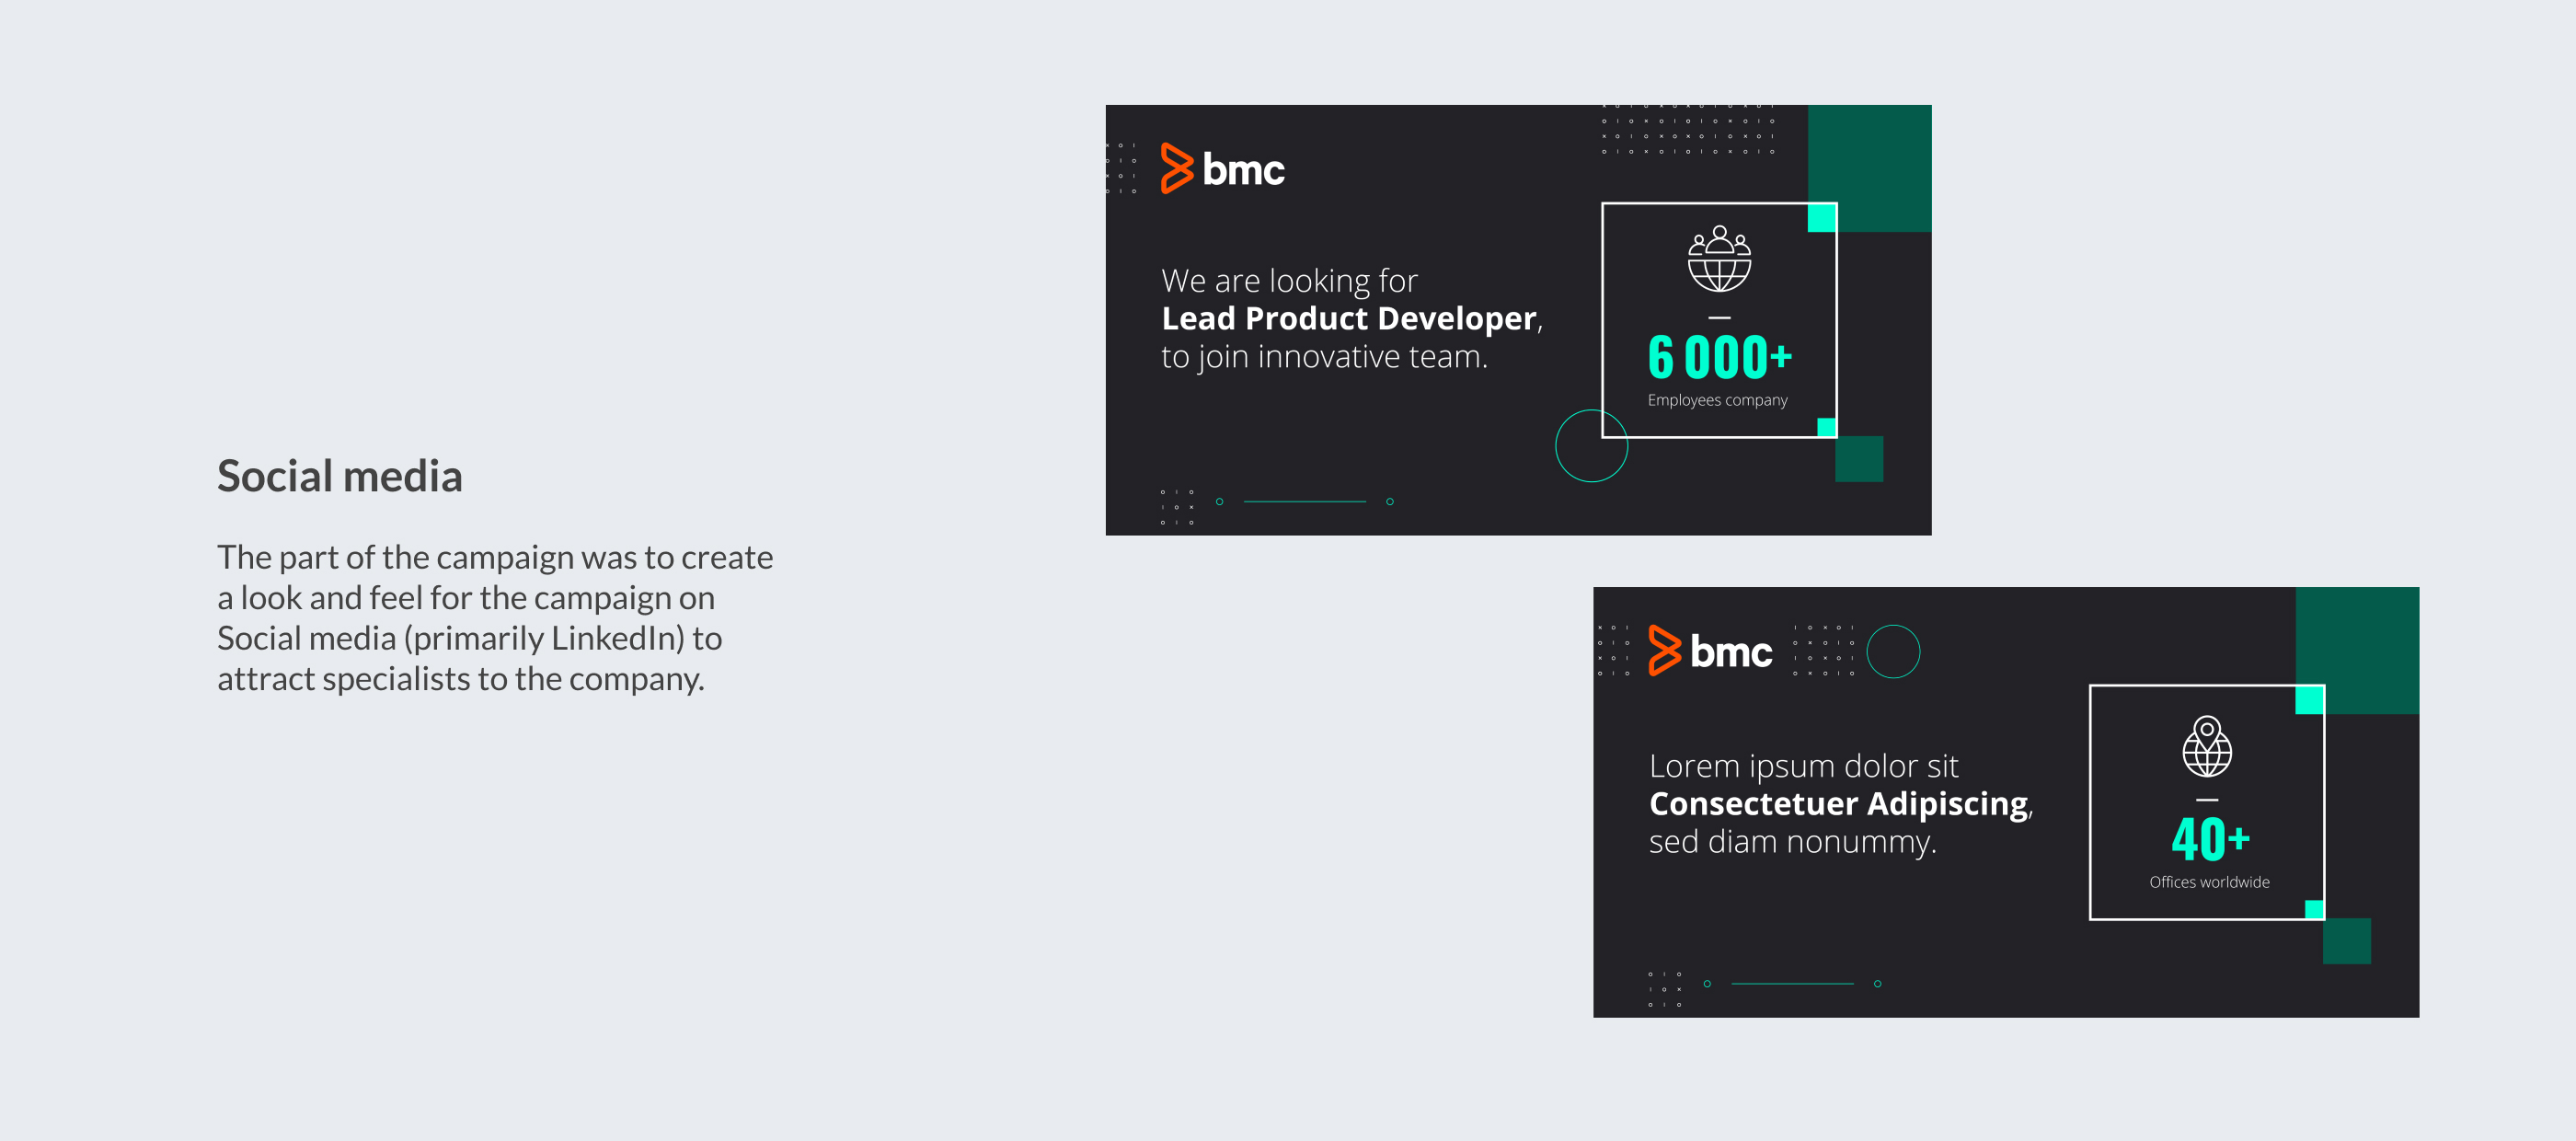 Social media
The part of the campaign was to create
a look and feel for the campaign on
Social media (primarily LinkedIn) to
attract specialists to the company.
bmc
We are looking for
Lead Product Developer,
to join innovative team.
6 000+
Employees company
bmc
Lorem ipsum dolor sit
Consectetuer Adipiscing,
sed diam nonummy.
40+
Offices worldwide